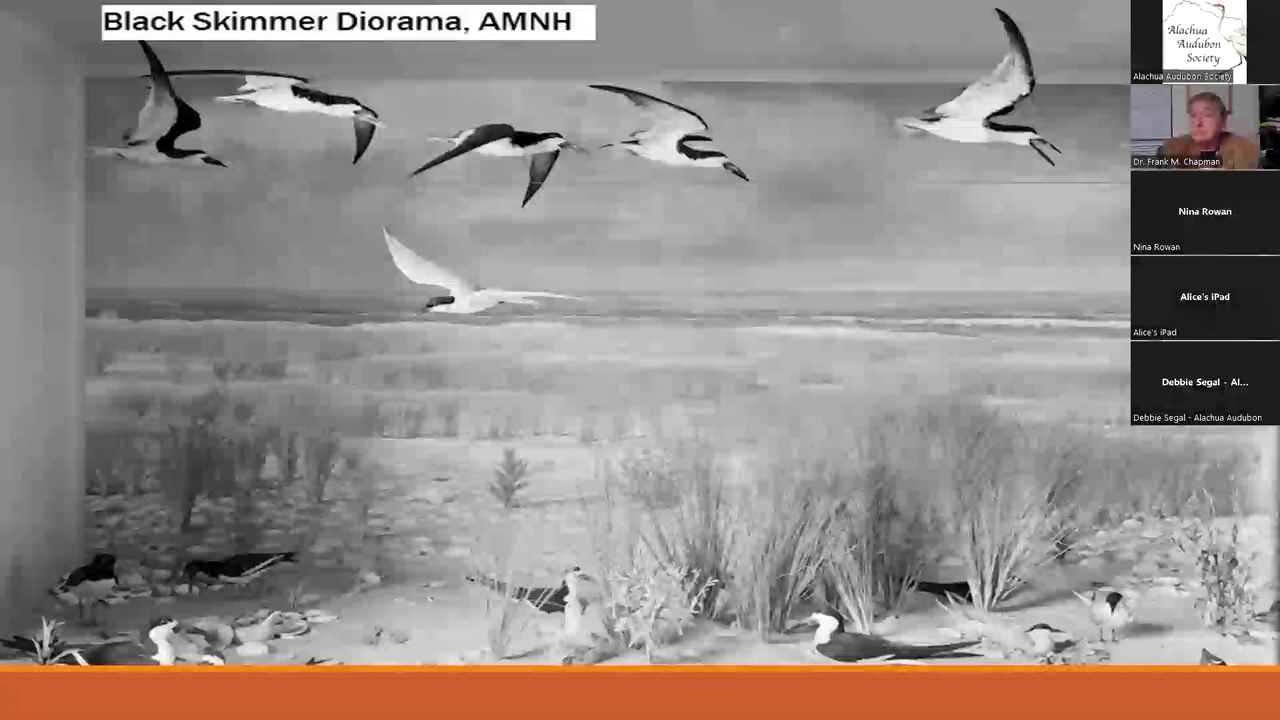 Black Skimmer Diorama, AMNH
Alachua
Audubon
Society
Alachua Audubon Society
Dr. Frank M. Chapman
Nina Rowan
Nina Rowan
Alice's iPad
Alice's iPad
Debbie Segal - Al...
Debbie Segal - Alachua Audubon